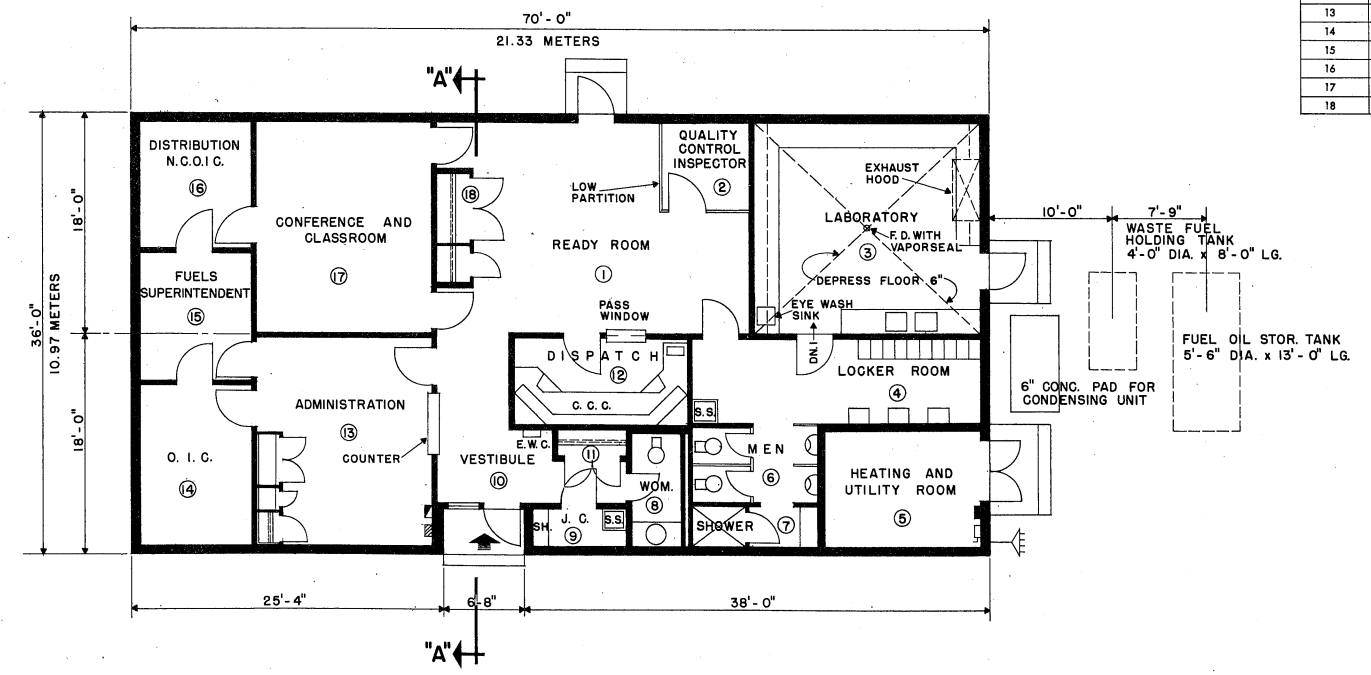 70'-0"
21.33 METERS
13
14
15
16
17
18
"A"
DISTRIBUTION
N.C.O.I C.
16
QUALITY
CONTROL
INSPECTOR
2
EXHAUST
HOOD
18
LOW
PARTITION
CONFERENCE AND
CLASSROOM
17
READY ROOM
1
LABORATORY
F.D. WITH
VAPORSEAL
3
10'-0"
7'-9"
WASTE FUEL
HOLDING TANK
4'-0" DIA. x 8'-0" LG.
18'-0"
36'-0"
10.97 METERS
FUELS
SUPERINTENDENT
15
DEPRESS FLOOR 6"
EYE WASH
SINK
PASS
WINDOW
DISPATCH
12
C.C.C.
DN. 1
LOCKER ROOM
4
FUEL OIL STOR. TANK
5'-6" DIA. x 13'-0" LG.
6" CONC. PAD FOR
CONDENSING UNIT
18'-0"
ADMINISTRATION
13
COUNTER
S.S.
E.W.C.
O. I. C.
14
VESTIBULE
10
11
MEN
6
WOM.
8
HEATING AND
UTILITY ROOM
5
SH.
J. C.
9
S.S.
SHOWER
7
25'-4"
6'-8"
38'-0"
"A"